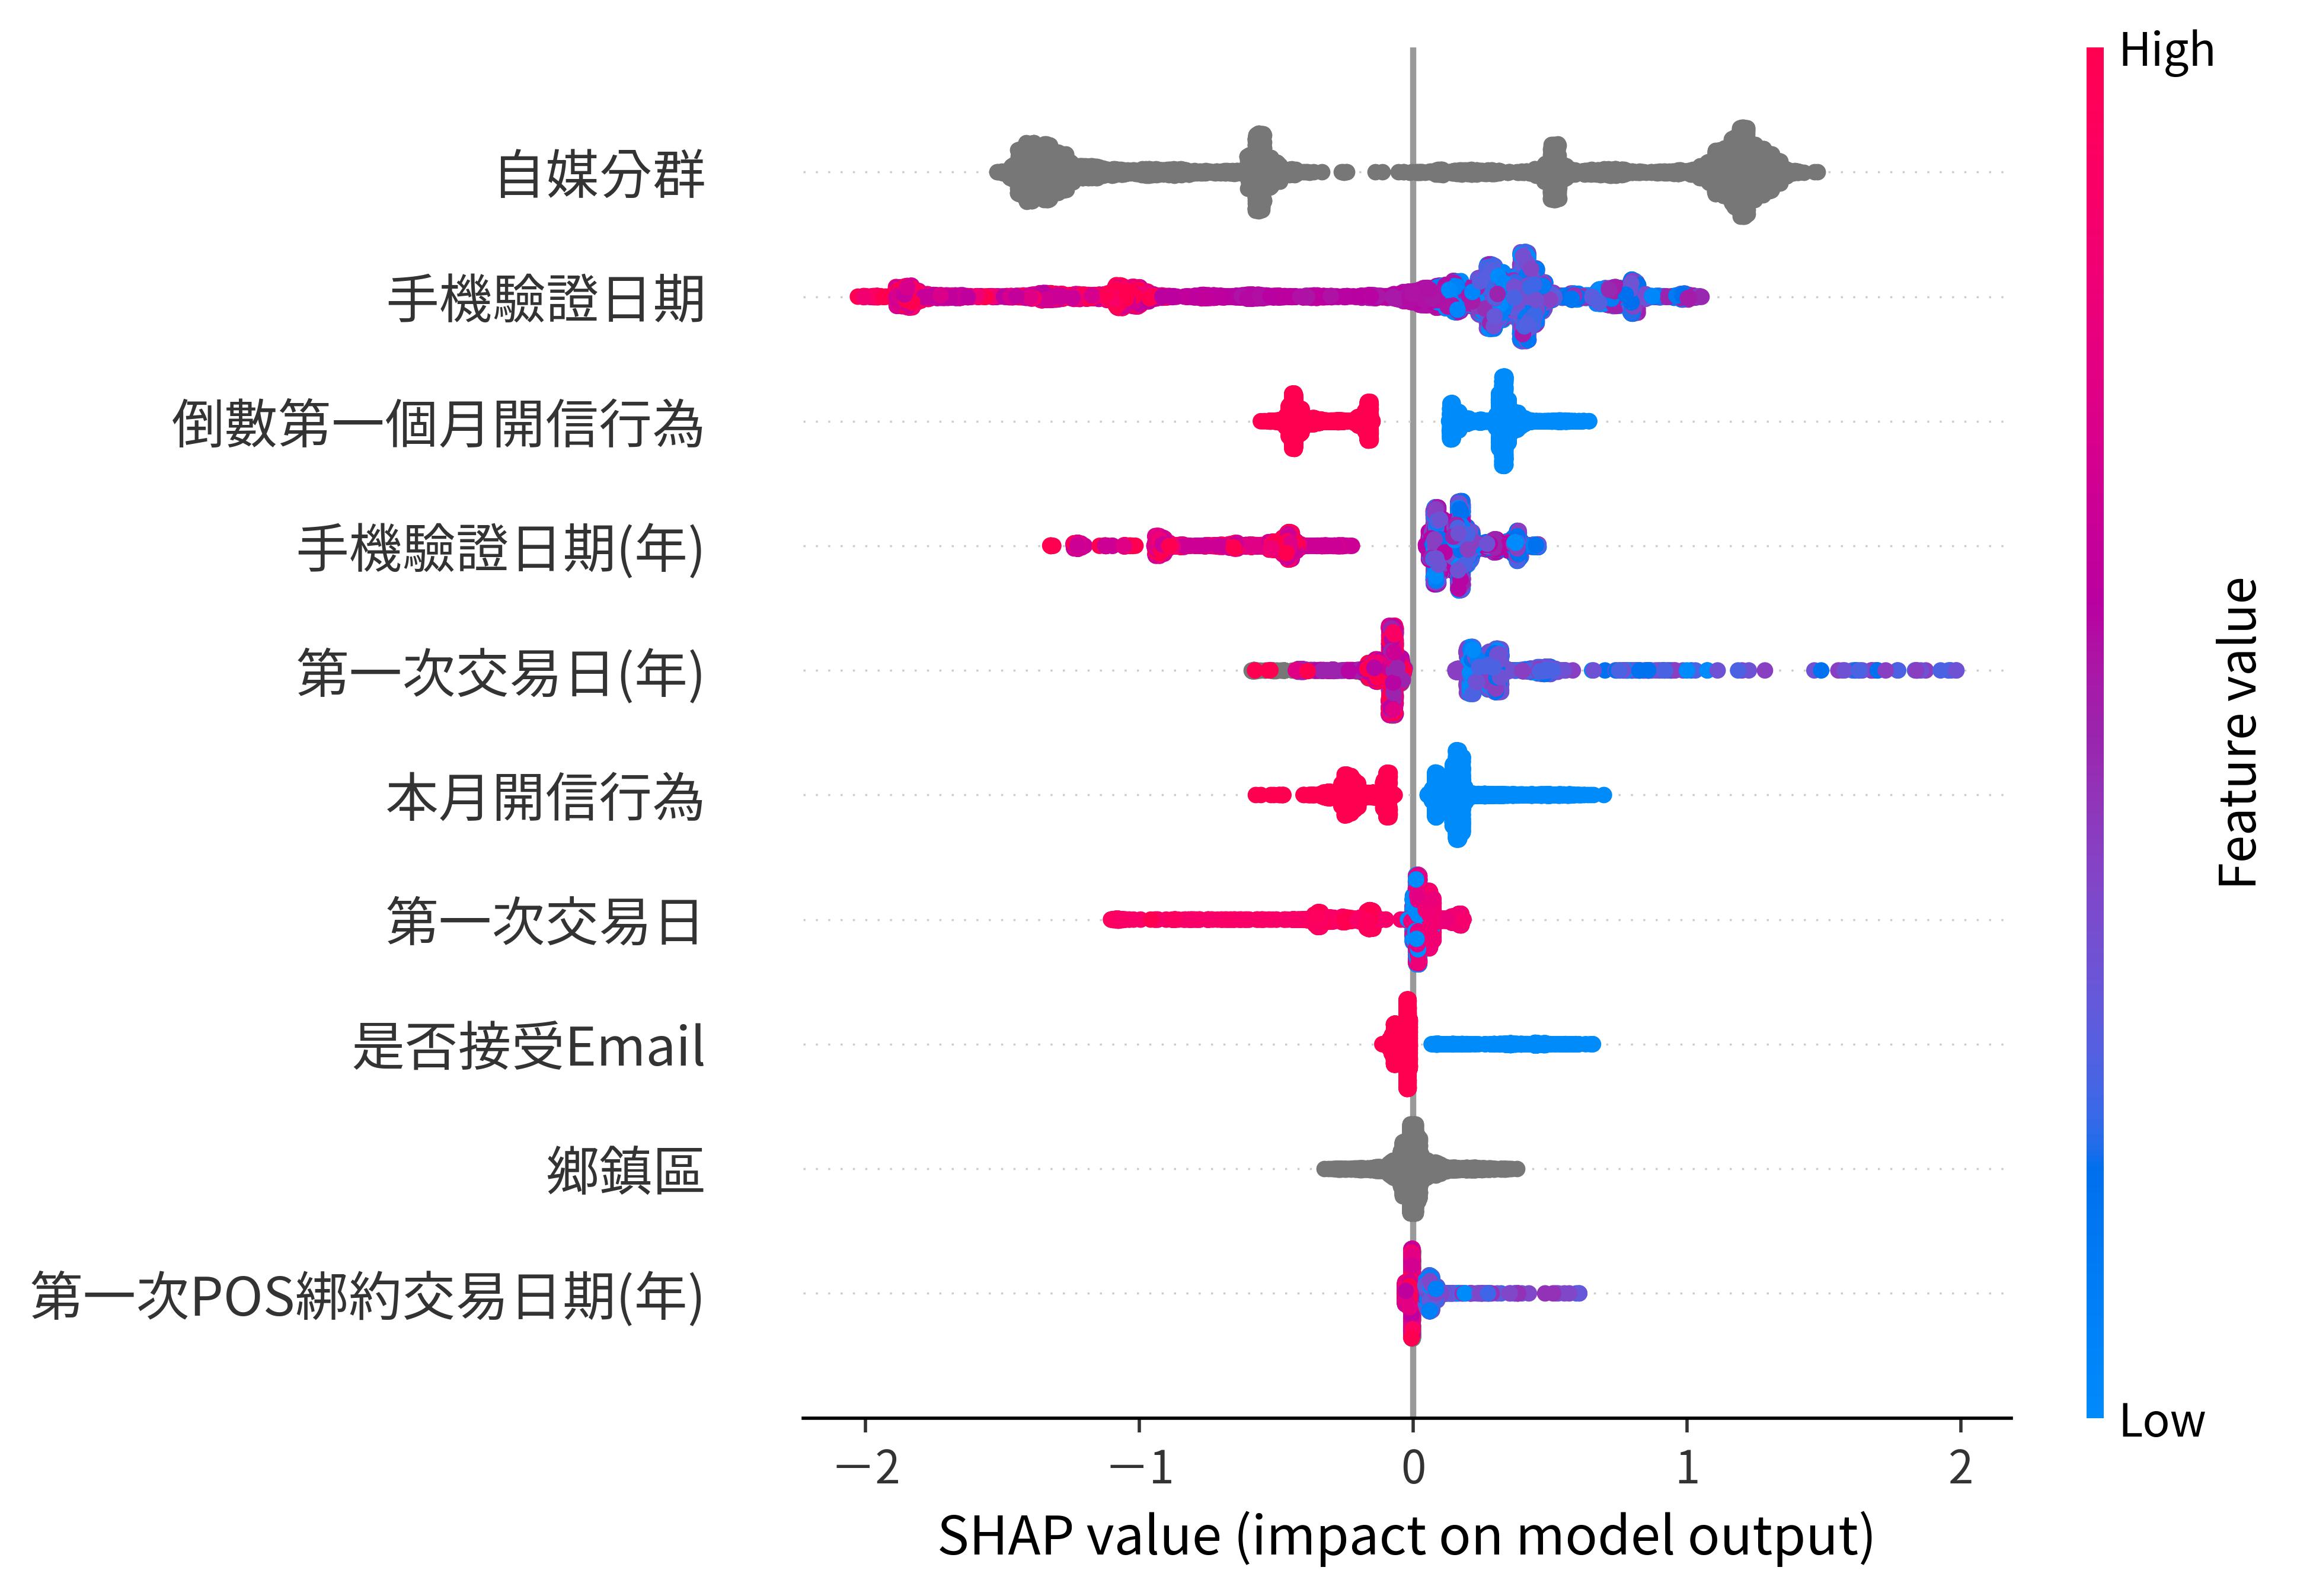 自媒分群
手機驗證日期
倒數第一個月開信行為
手機驗證日期(年)
第一次交易日(年)
本月開信行為
第一次交易日
是否接受Email
鄉鎮區
第一次POS綁約交易日期(年)
−2 −1 0 1 2
SHAP value (impact on model output)
High
Feature value
Low